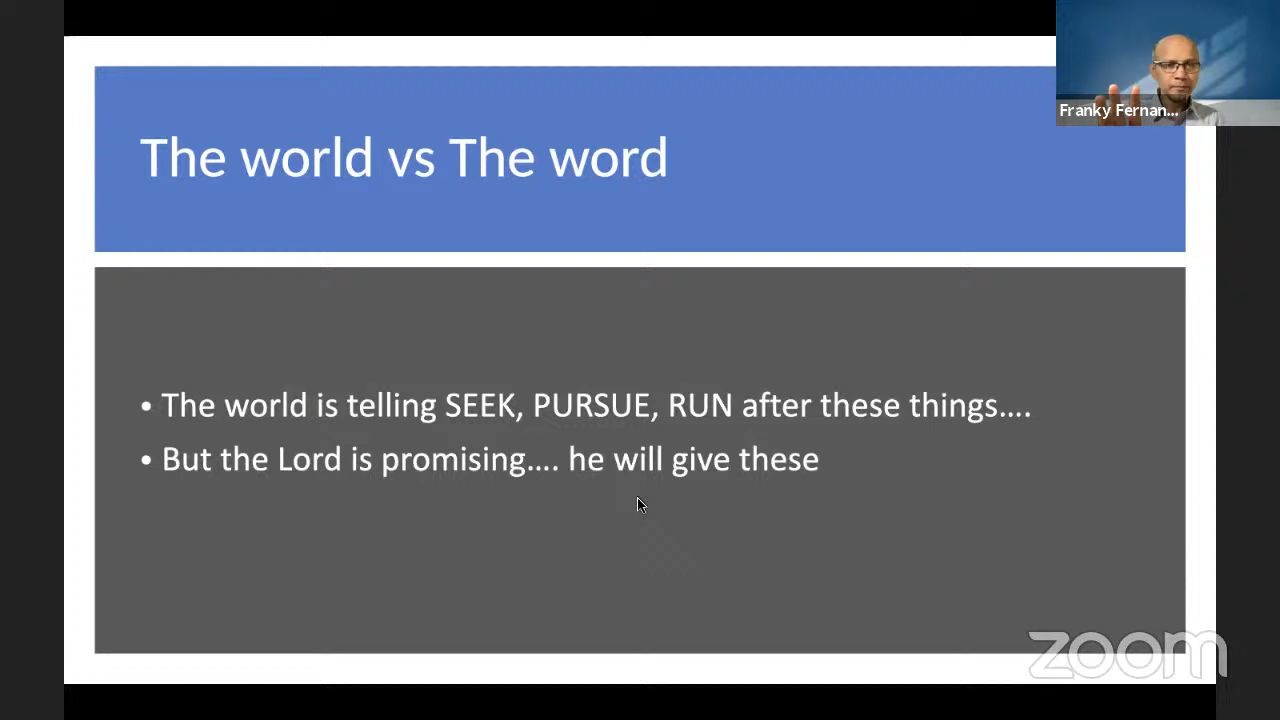 Franky Fernan...
The world vs The word
• The world is telling SEEK, PURSUE, RUN after these things....
• But the Lord is promising.... he will give these
zoom